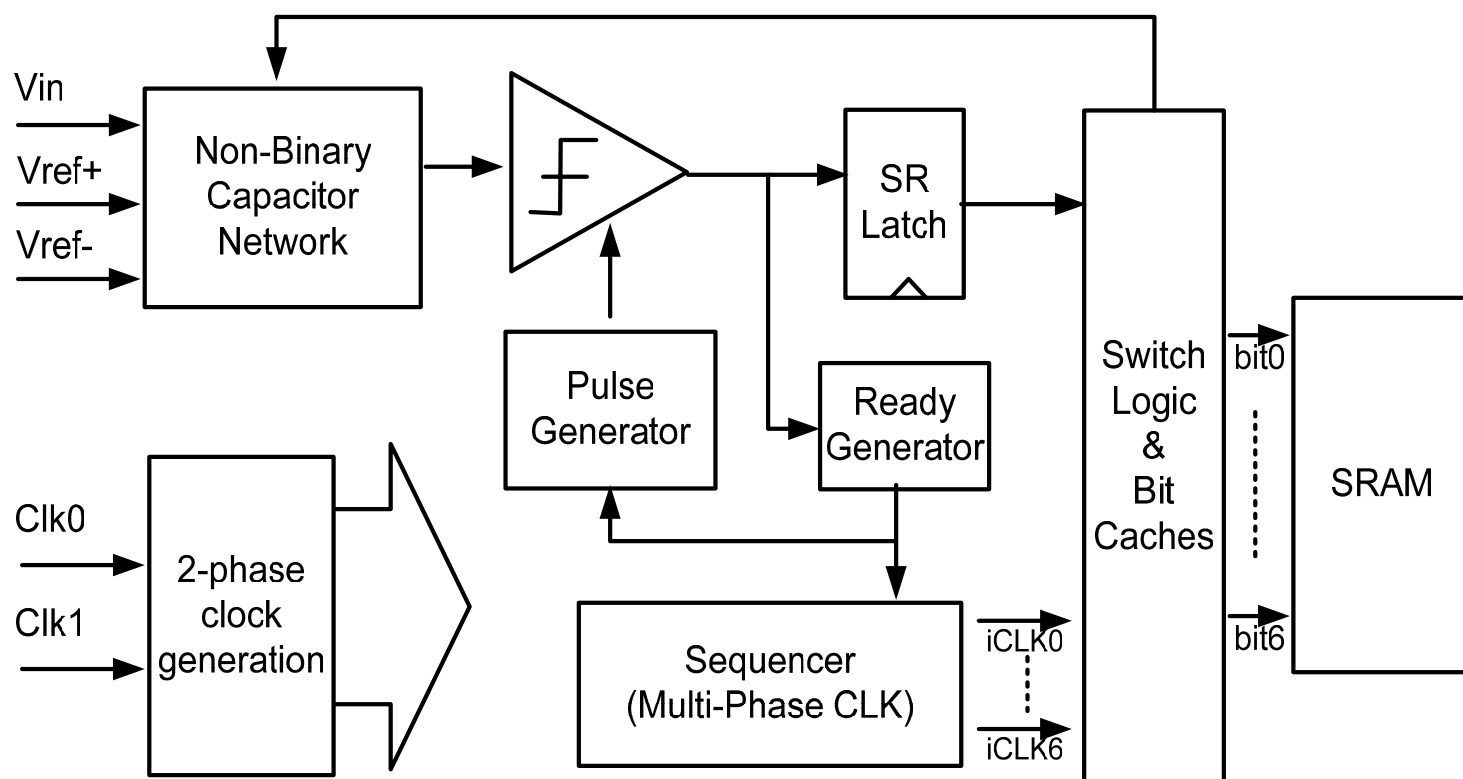 Vin
Vref+
Vref-
Non-Binary
Capacitor
Network
SR
Latch
Pulse
Generator
Ready
Generator
Switch
Logic
&
Bit
Caches
bit0
bit6
SRAM
Clk0
Clk1
2-phase
clock
generation
Sequencer
(Multi-Phase CLK)
iCLK0
iCLK6